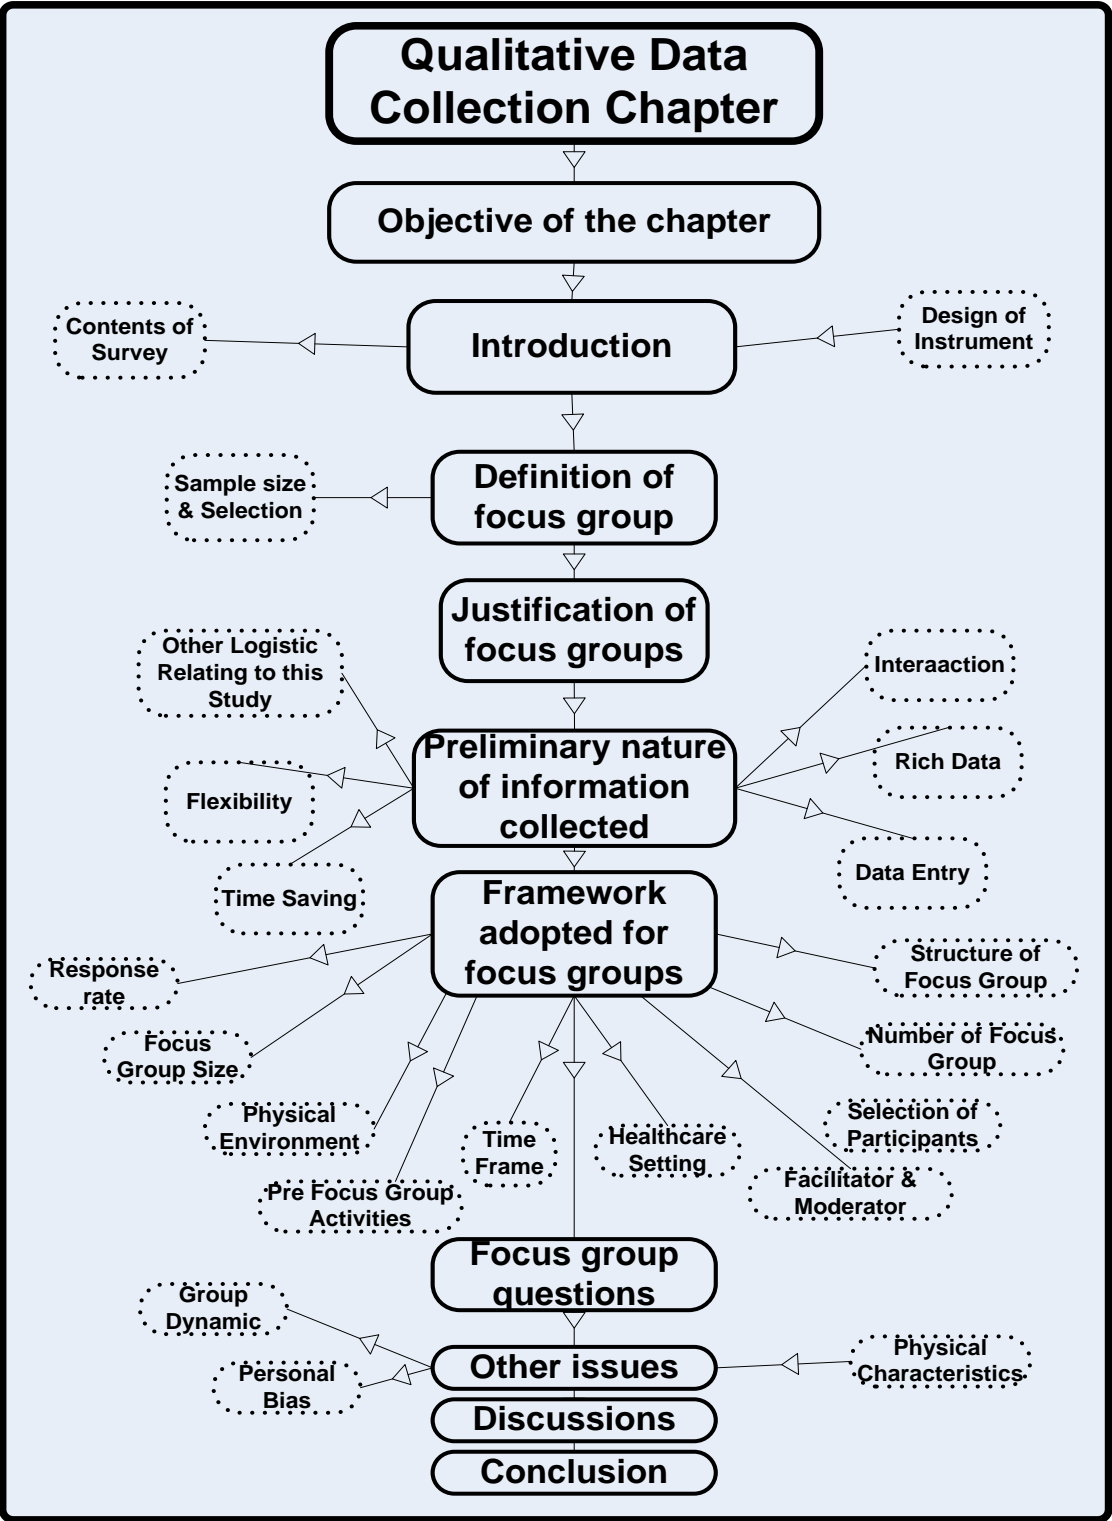 Qualitative Data
Collection Chapter
Objective of the chapter
Contents of
Survey
Introduction
Design of
Instrument
Sample size
& Selection
Definition of
focus group
Justification of
focus groups
Other Logistic
Relating to this
Study
Interaaction
Preliminary nature
of information
collected
Flexibility
Rich Data
Time Saving
Data Entry
Framework
adopted for
focus groups
Response
rate
Structure of
Focus Group
Focus
Group Size
Number of Focus
Group
Physical
Environment
Pre Focus Group
Activities
Time
Frame
Healthcare
Setting
Selection of
Participants
Facilitator &
Moderator
Focus group
questions
Group
Dynamic
Personal
Bias
Other issues
Physical
Characteristics
Discussions
Conclusion